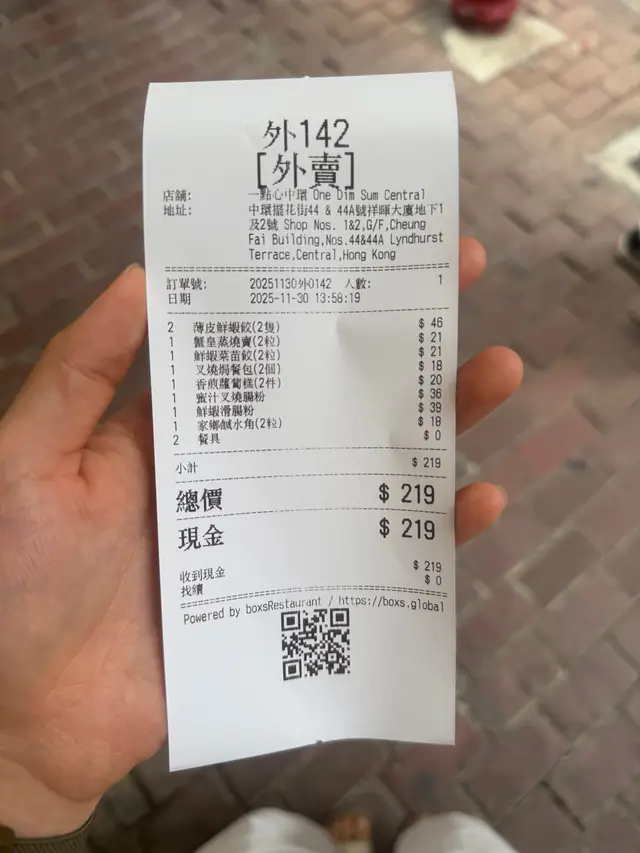 外142
[外賣]
店舖: 一點心中環 One Dim Sum Central
地址: 中環擺花街44 & 44A號祥暉大廈地下1
及2號 Shop Nos. 1&2,G/F,Cheung
Fai Building,Nos.44&44A Lyndhurst
Terrace,Central,Hong Kong
訂單號: 20251130外0142 人數: 1
日期 2025-11-30 13:58:19
2 薄皮鮮蝦餃(2隻) $ 46
1 蟹皇蒸燒賣(2粒) $ 21
1 鮮蝦菜苗餃(2粒) $ 21
1 叉燒焗餐包(2個) $ 18
1 香煎蘿蔔糕(2件) $ 20
1 蜜汁叉燒腸粉 $ 36
1 鮮蝦滑腸粉 $ 39
1 家鄉鹹水角(2粒) $ 18
2 餐具 $ 0
小計 $ 219
總價 $ 219
現金 $ 219
收到現金 $ 219
找續 $ 0
Powered by boxsRestaurant / https://boxs.global